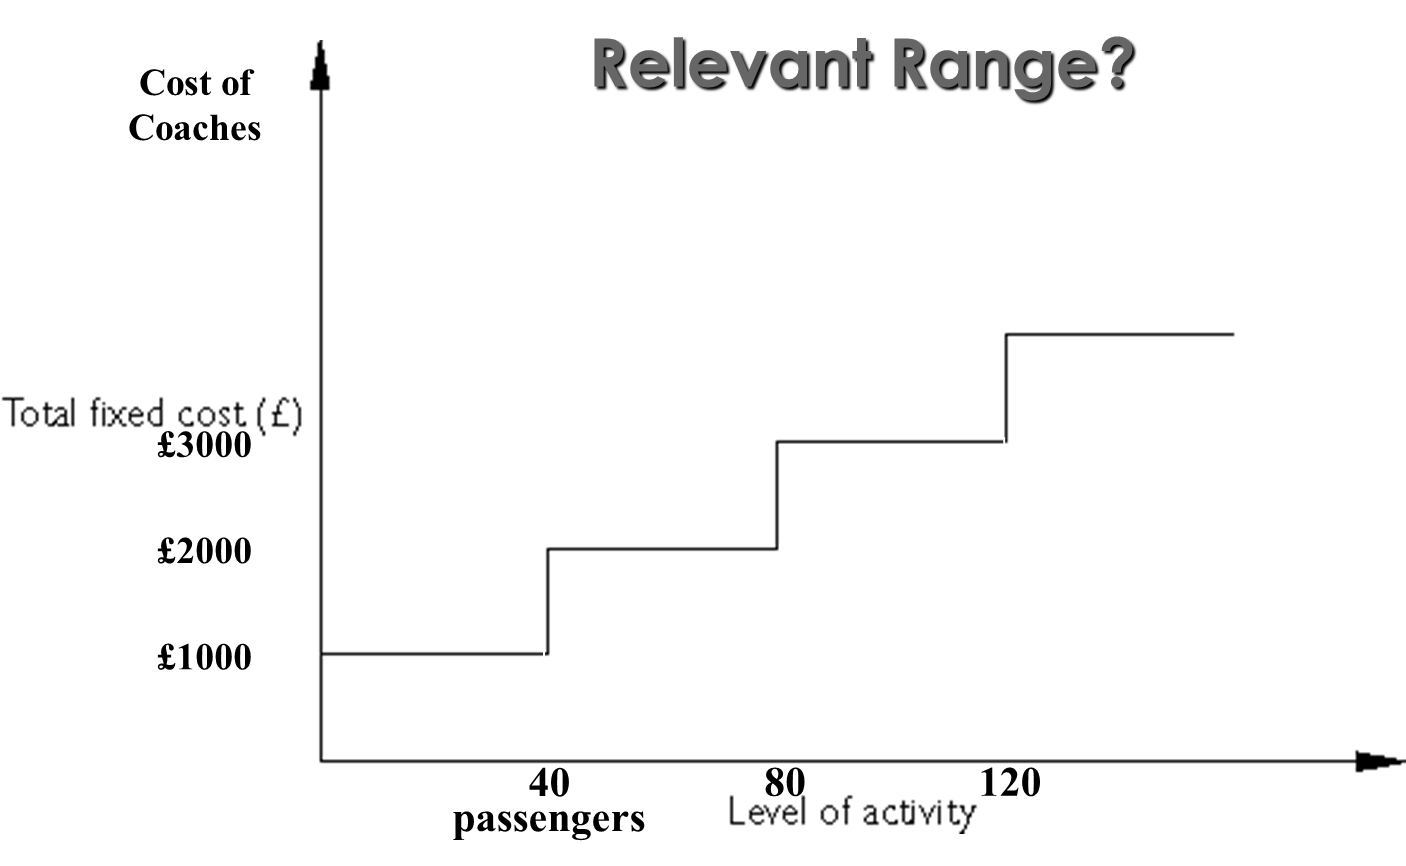 Relevant Range?
Cost of
Coaches
Total fixed cost (£)
£3000
£2000
£1000
40
80
120
passengers
Level of activity